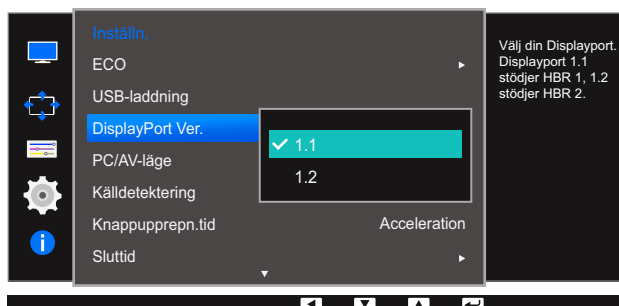 Inställn.
ECO
USB-laddning
DisplayPort Ver.
PC/AV-läge
Källdetektering
Knappupprepn.tid
Acceleration
Sluttid
1.1
1.2
Välj din Displayport.
Displayport 1.1
stödjer HBR 1, 1.2
stödjer HBR 2.